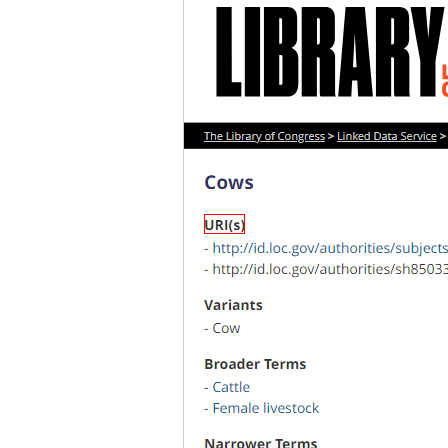 LIBRARY
The Library of Congress > Linked Data Service >
Cows
URI(s)
- http://id.loc.gov/authorities/subjects
- http://id.loc.gov/authorities/sh8503
Variants
- Cow
Broader Terms
- Cattle
- Female livestock
Narrower Terms